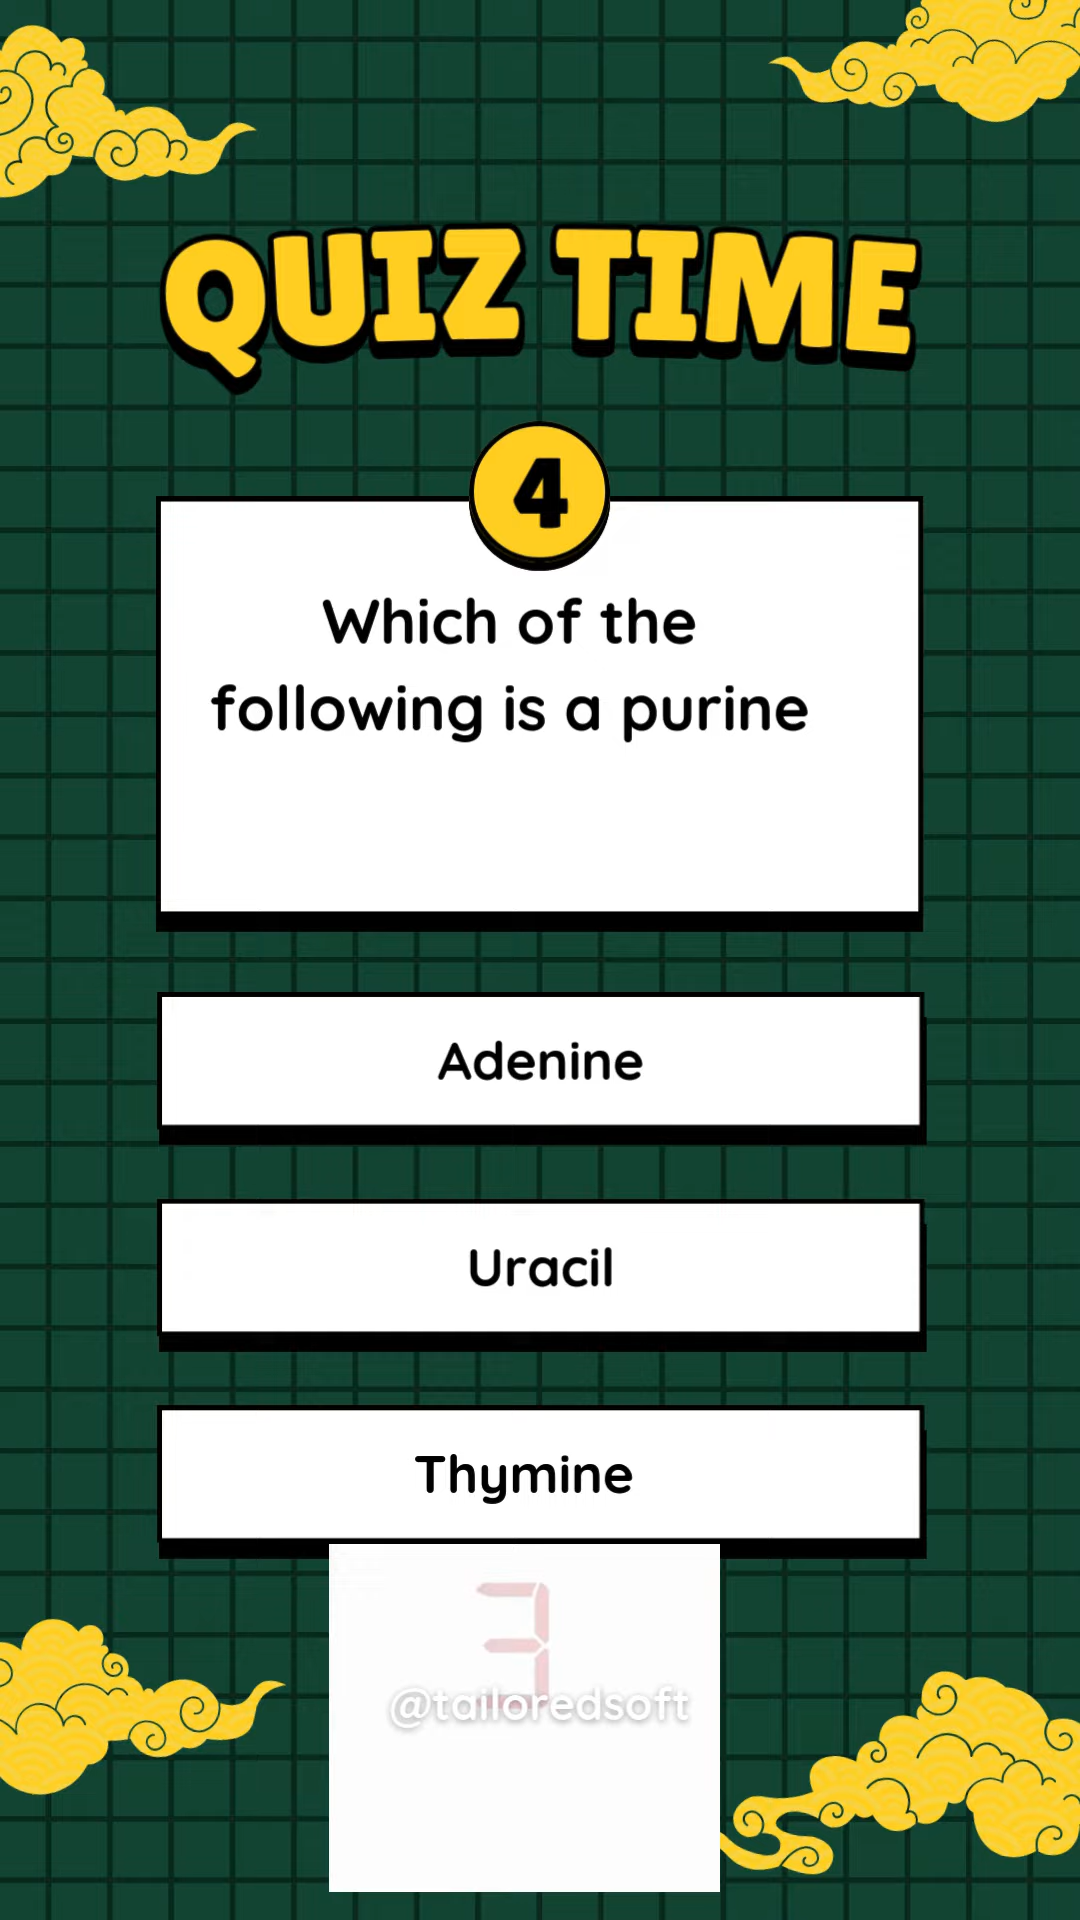 QUIZ TIME
4
Which of the
following is a purine
Adenine
Uracil
Thymine
3
@tailoredsoft